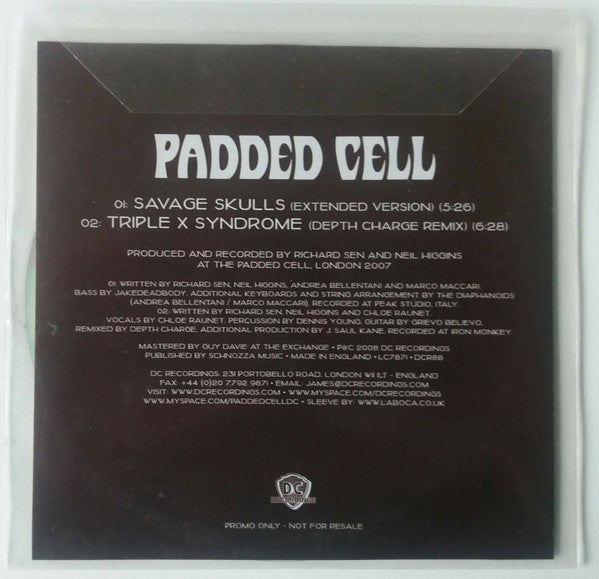 PADDED CELL
01: SAVAGE SKULLS (EXTENDED VERSION) (5:26)
02: TRIPLE X SYNDROME (DEPTH CHARGE REMIX) (6:28)
PRODUCED AND RECORDED BY RICHARD SEN AND NEIL HIGGINS
AT THE PADDED CELL, LONDON 2007
01: WRITTEN BY RICHARD SEN, NEIL HIGGINS, ANDREA BELLENTANI AND MARCO MACCARI.
BASS BY JAKEDEADBODY. ADDITIONAL KEYBOARDS AND STRING ARRANGEMENT BY THE DIAPHANOIDS
(ANDREA BELLENTANI / MARCO MACCARI). RECORDED AT PEAK STUDIO, ITALY.
02: WRITTEN BY RICHARD SEN, NEIL HIGGINS AND CHLOE RAUNET.
VOCALS BY CHLOE RAUNET. PERCUSSION BY DENNIS YOUNG. GUITAR BY GRIEVO BELIEVO.
REMIXED BY DEPTH CHARGE. ADDITIONAL PRODUCTION BY J. SAUL KANE. RECORDED AT IRON MONKEY.
MASTERED BY GUY DAVIE AT THE EXCHANGE • P&C 2008 DC RECORDINGS
PUBLISHED BY SCHNOZZA MUSIC • MADE IN ENGLAND • LC7871 • DCR88
DC RECORDINGS: 231 PORTOBELLO ROAD, LONDON W11 1LT - ENGLAND
FAX: +44 (0)20 7792 9871 • EMAIL: JAMES@DCRECORDINGS.COM
VISIT: WWW.DCRECORDINGS.COM • WWW.MYSPACE.COM/DCRECORDINGS
WWW.MYSPACE.COM/PADDEDCELLDC • SLEEVE BY: WWW.LABOCA.CO.UK
DC
RECORDINGS
PROMO ONLY - NOT FOR RESALE